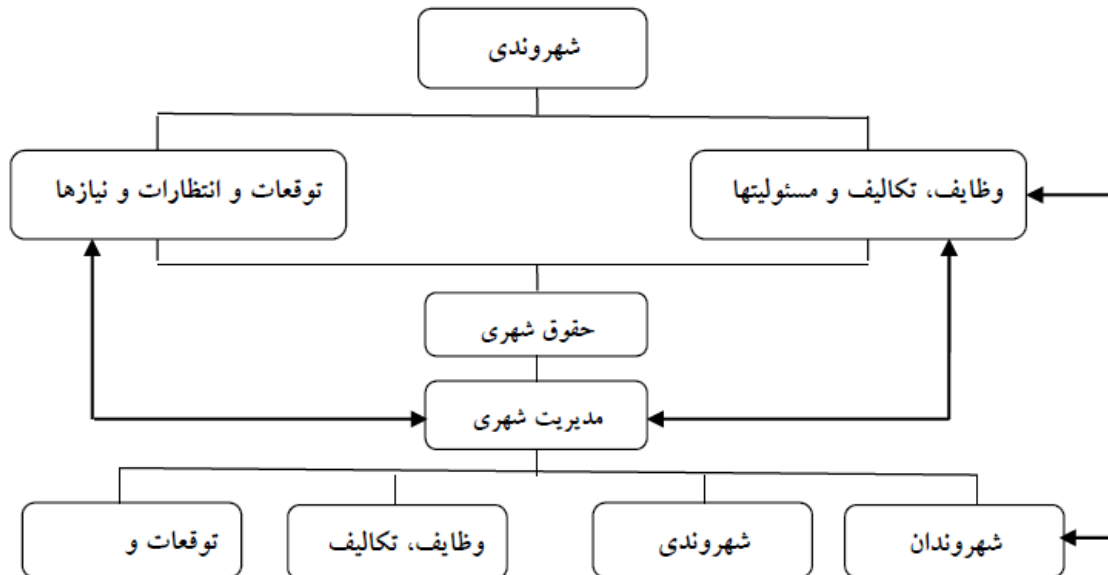 شهروندی
وظایف، تکالیف و مسئولیتها
توقعات و انتظارات و نیازها
حقوق شهری
مدیریت شهری
شهروندان
شهروندی
وظایف، تکالیف
توقعات و